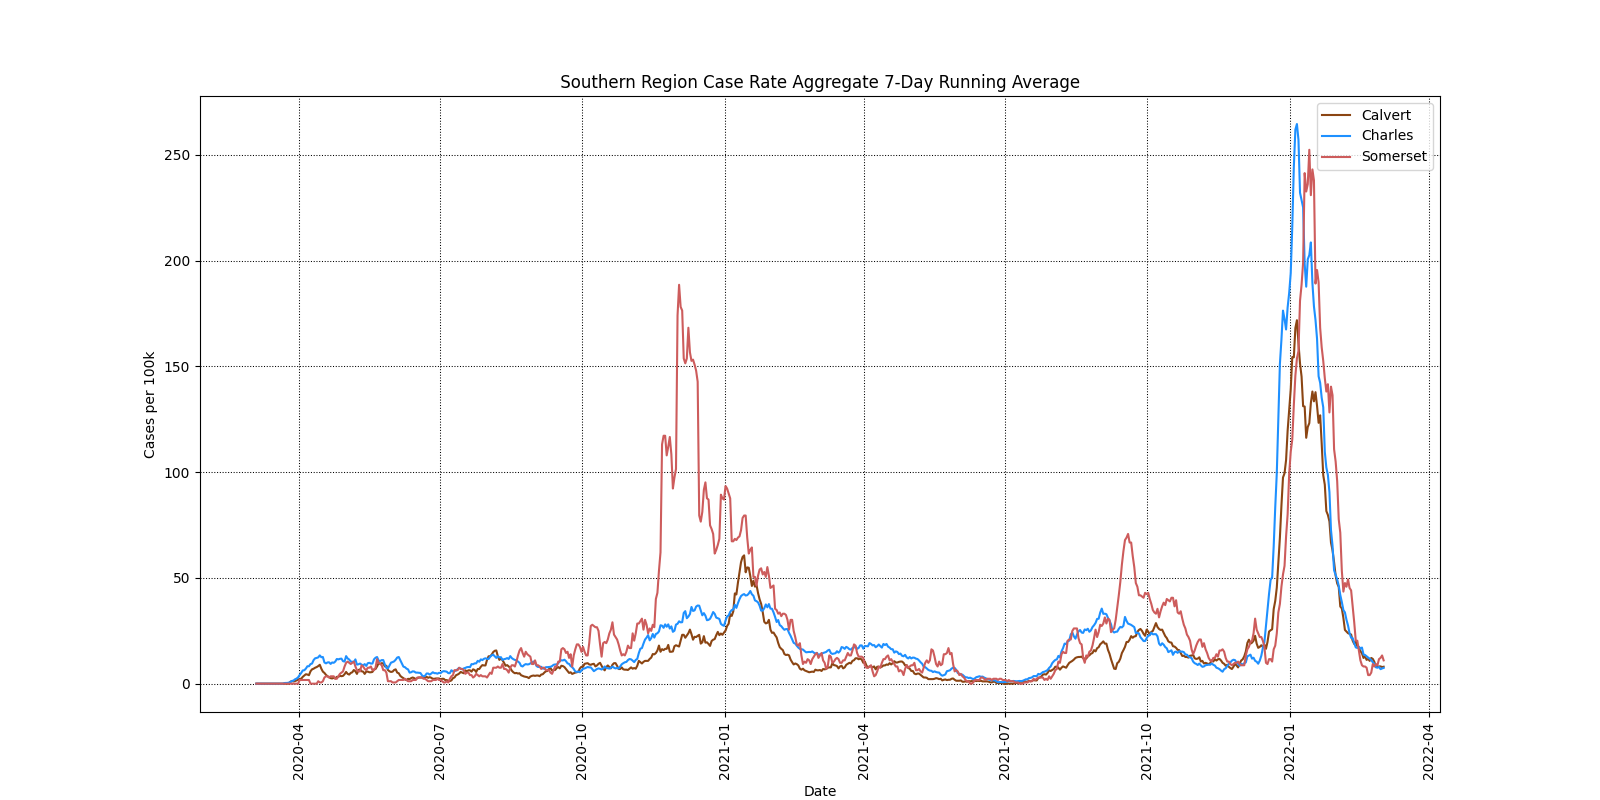 Southern Region Case Rate Aggregate 7-Day Running Average
Calvert
Charles
Somerset
250
200
150
100
50
0
Cases per 100k
2020-04
2020-07
2020-10
2021-01
2021-04
2021-07
2021-10
2022-01
2022-04
Date